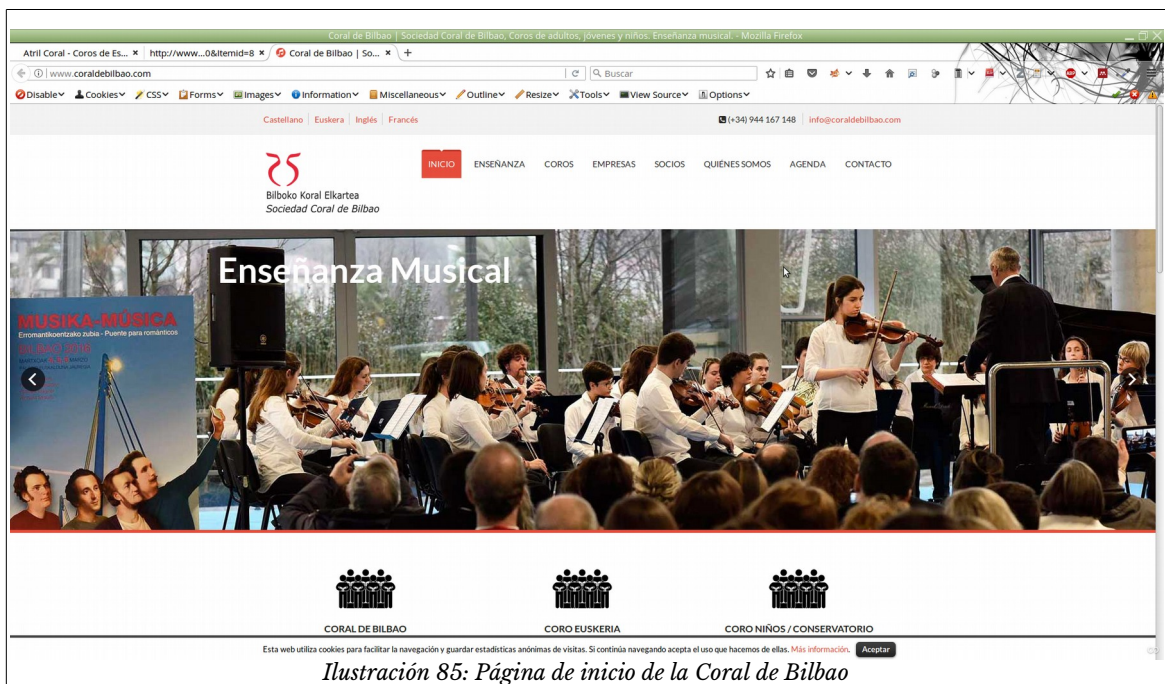 Coral de Bilbao | Sociedad Coral de Bilbao, Coros de adultos, jóvenes y niños. Enseñanza musical. - Mozilla Firefox
Atril Coral - Coros de Es... × http://www...0&Itemid=8 × Coral de Bilbao | So... × +
www.coraldebilbao.com Buscar
Disable Cookies CSS Forms Images Information Miscellaneous Outline Resize Tools View Source Options
Castellano Euskera Inglés Francés (+34) 944 167 148 info@coraldebilbao.com
INICIO ENSEÑANZA COROS EMPRESAS SOCIOS QUIÉNES SOMOS AGENDA CONTACTO
Bilboko Koral Elkartea
Sociedad Coral de Bilbao
Enseñanza Musical
MUSIKA-MÚSICA
Erromantikoentzako zubia - Puente para románticos
CORAL DE BILBAO CORO EUSKERIA CORO NIÑOS / CONSERVATORIO
Esta web utiliza cookies para facilitar la navegación y guardar estadísticas anónimas de visitas. Si continúa navegando acepta el uso que hacemos de ellas. Más información. Aceptar
Ilustración 85: Página de inicio de la Coral de Bilbao